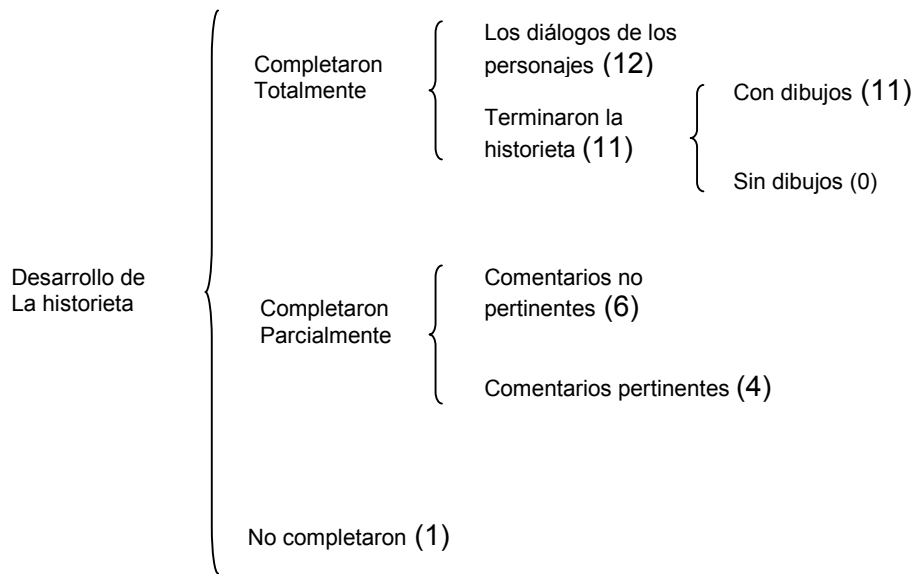 Desarrollo de
La historieta
Completaron
Totalmente
Los diálogos de los
personajes (12)
Terminaron la
historieta (11)
Con dibujos (11)
Sin dibujos (0)
Completaron
Parcialmente
Comentarios no
pertinentes (6)
Comentarios pertinentes (4)
No completaron (1)